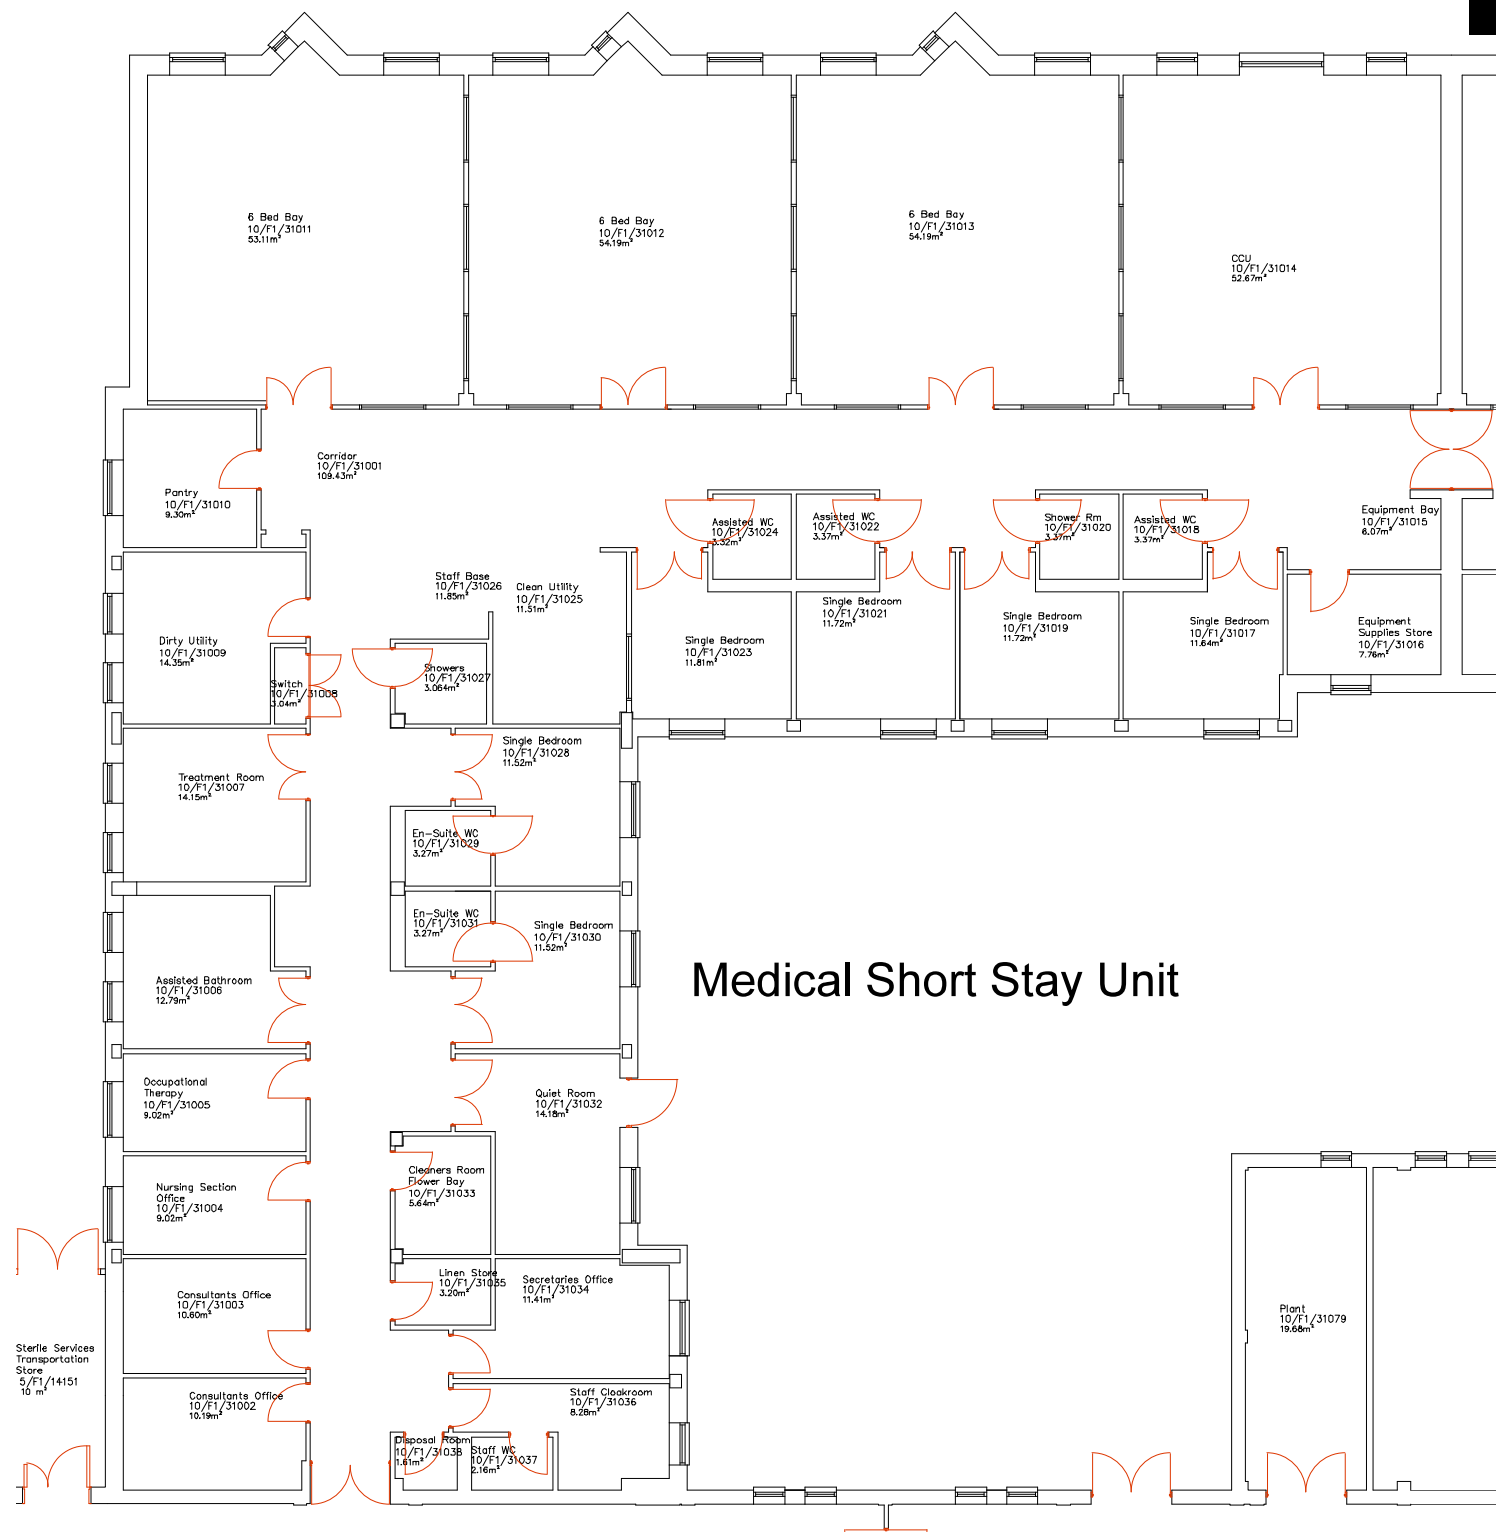 6 Bed Bay
10/F1/31011
53.11m²
6 Bed Bay
10/F1/31012
54.19m²
6 Bed Bay
10/F1/31013
54.19m²
CCU
10/F1/31014
52.67m²
Corridor
10/F1/31001
109.43m²
Pantry
10/F1/31010
9.30m²
Assisted WC
10/F1/31024
3.32m²
Assisted WC
10/F1/31022
3.37m²
Shower Rm
10/F1/31020
3.37m²
Assisted WC
10/F1/31018
3.37m²
Equipment Bay
10/F1/31015
6.07m²
Staff Base
10/F1/31026
11.85m²
Clean Utility
10/F1/31025
11.51m²
Dirty Utility
10/F1/31009
14.35m²
Single Bedroom
10/F1/31023
11.81m²
Single Bedroom
10/F1/31021
11.72m²
Single Bedroom
10/F1/31019
11.72m²
Single Bedroom
10/F1/31017
11.64m²
Equipment
Supplies Store
10/F1/31016
7.76m²
Switch
10/F1/31008
3.04m²
Showers
10/F1/31027
3.064m²
Treatment Room
10/F1/31007
14.15m²
Single Bedroom
10/F1/31028
11.52m²
En-Suite WC
10/F1/31029
3.27m²
En-Suite WC
10/F1/31031
3.27m²
Single Bedroom
10/F1/31030
11.52m²
Medical Short Stay Unit
Assisted Bathroom
10/F1/31006
12.79m²
Occupational
Therapy
10/F1/31005
9.02m²
Quiet Room
10/F1/31032
14.18m²
Nursing Section
Office
10/F1/31004
9.02m²
Cleaners Room
Flower Bay
10/F1/31033
5.64m²
Consultants Office
10/F1/31003
10.60m²
Linen Store
10/F1/31035
3.20m²
Secretaries Office
10/F1/31034
11.41m²
Plant
10/F1/31079
19.68m²
Sterile Services
Transportation
Store
5/F1/14151
10 m²
Consultants Office
10/F1/31002
10.19m²
Staff Cloakroom
10/F1/31036
8.28m²
Disposal Room
10/F1/31038
1.61m²
Staff WC
10/F1/31037
2.16m²